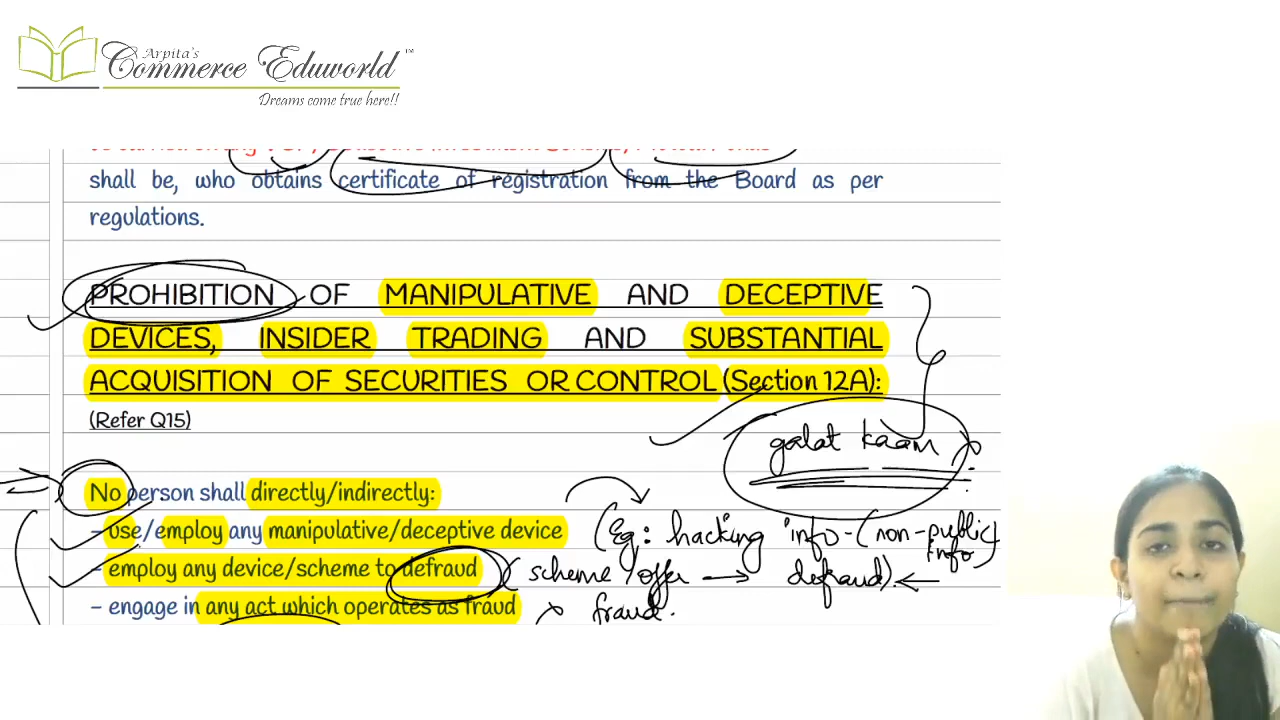 Arpita's
Commerce Eduworld™
Dreams come true here!!
shall be, who obtains certificate of registration from the Board as per
regulations.
PROHIBITION OF MANIPULATIVE AND DECEPTIVE
DEVICES, INSIDER TRADING AND SUBSTANTIAL
ACQUISITION OF SECURITIES OR CONTROL (Section 12A):
(Refer Q15)
galat kaam
No person shall directly/indirectly:
- use/employ any manipulative/deceptive device (Eg: hacking info-(non-public info)
- employ any device/scheme to defraud (scheme/offer → defraud)
- engage in any act which operates as fraud fraud.